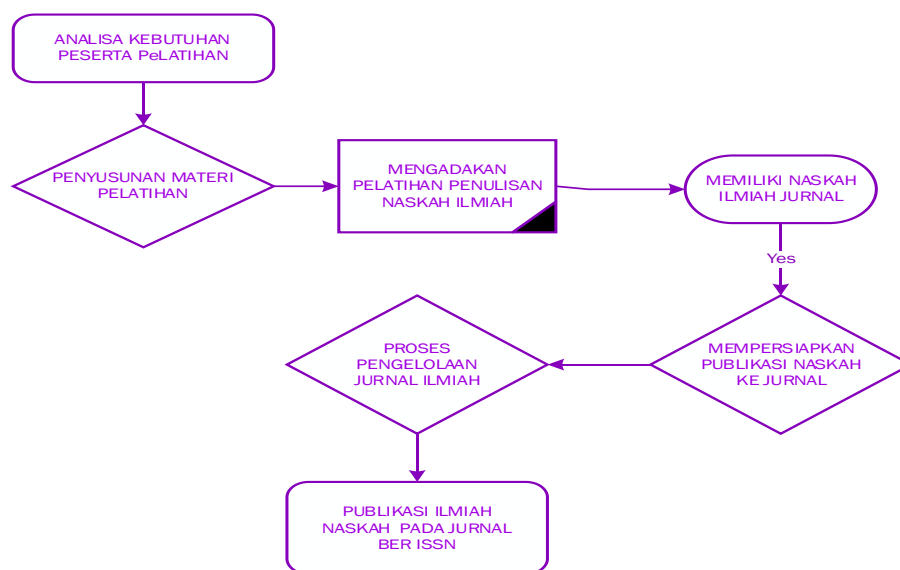 ANALISA KEBUTUHAN
PESERTA PeLATIHAN
PENYUSUNAN MATERI
PELATIHAN
MENGADAKAN
PELATIHAN PENULISAN
NASKAH ILMIAH
MEMILIKI NASKAH
ILMIAH JURNAL
Yes
MEMPERSIAPKAN
PUBLIKASI NASKAH
KE JURNAL
PROSES
PENGELOLAAN
JURNAL ILMIAH
PUBLIKASI ILMIAH
NASKAH PADA JURNAL
BER ISSN